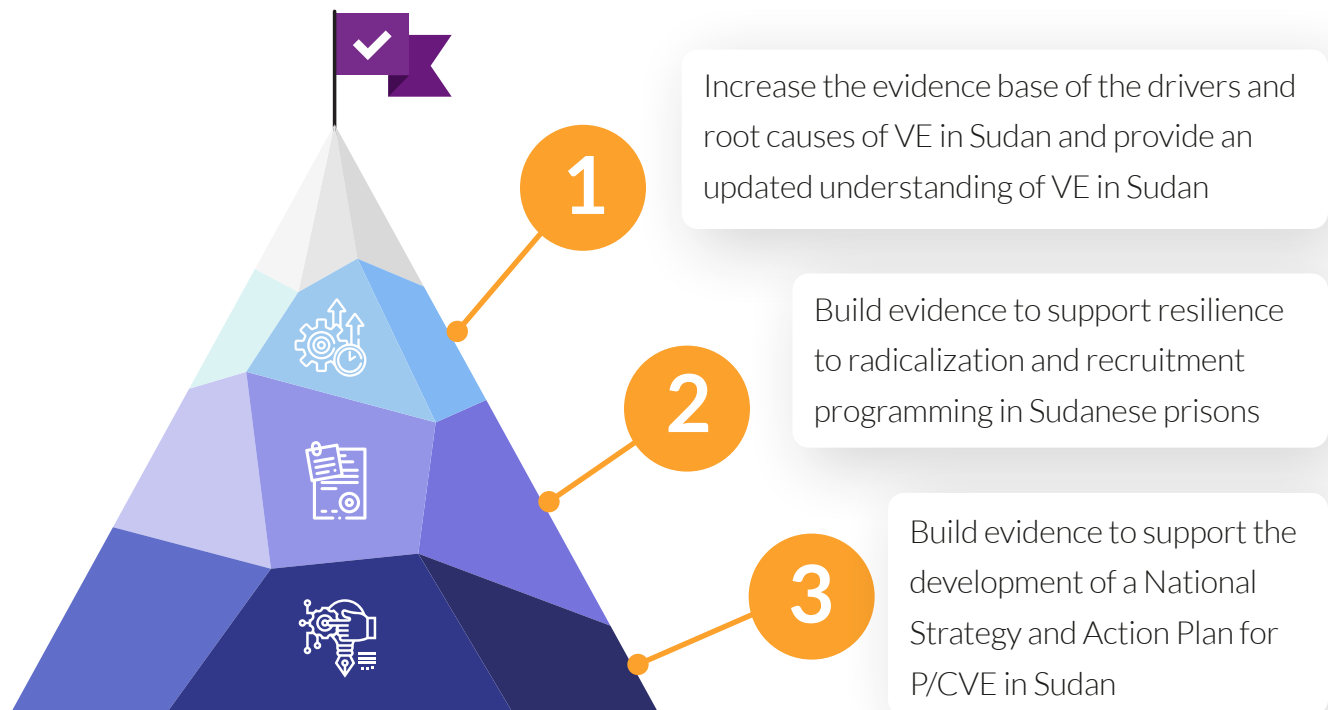 1
Increase the evidence base of the drivers and
root causes of VE in Sudan and provide an
updated understanding of VE in Sudan
2
Build evidence to support resilience
to radicalization and recruitment
programming in Sudanese prisons
3
Build evidence to support the
development of a National
Strategy and Action Plan for
P/CVE in Sudan